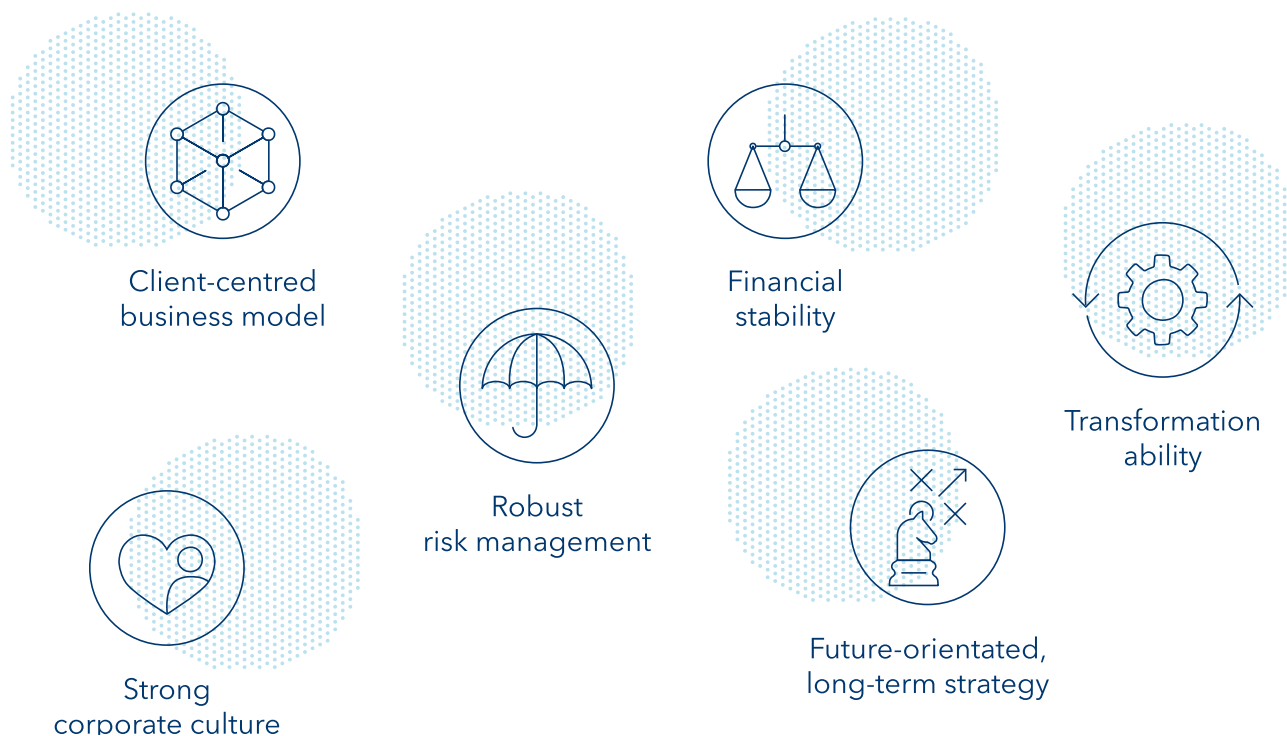 Client-centred
business model
Financial
stability
Transformation
ability
Robust
risk management
Future-orientated,
long-term strategy
Strong
corporate culture